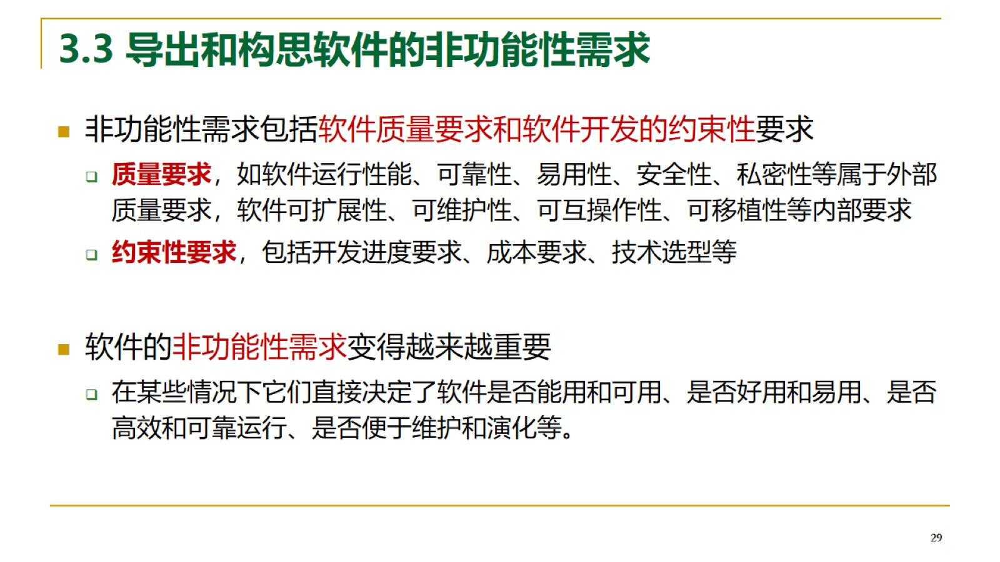 3.3 导出和构思软件的非功能性需求
非功能性需求包括软件质量要求和软件开发的约束性要求
质量要求，如软件运行性能、可靠性、易用性、安全性、私密性等属于外部
质量要求，软件可扩展性、可维护性、可互操作性、可移植性等内部要求
约束性要求，包括开发进度要求、成本要求、技术选型等
软件的非功能性需求变得越来越重要
在某些情况下它们直接决定了软件是否能用和可用、是否好用和易用、是否
高效和可靠运行、是否便于维护和演化等。
29